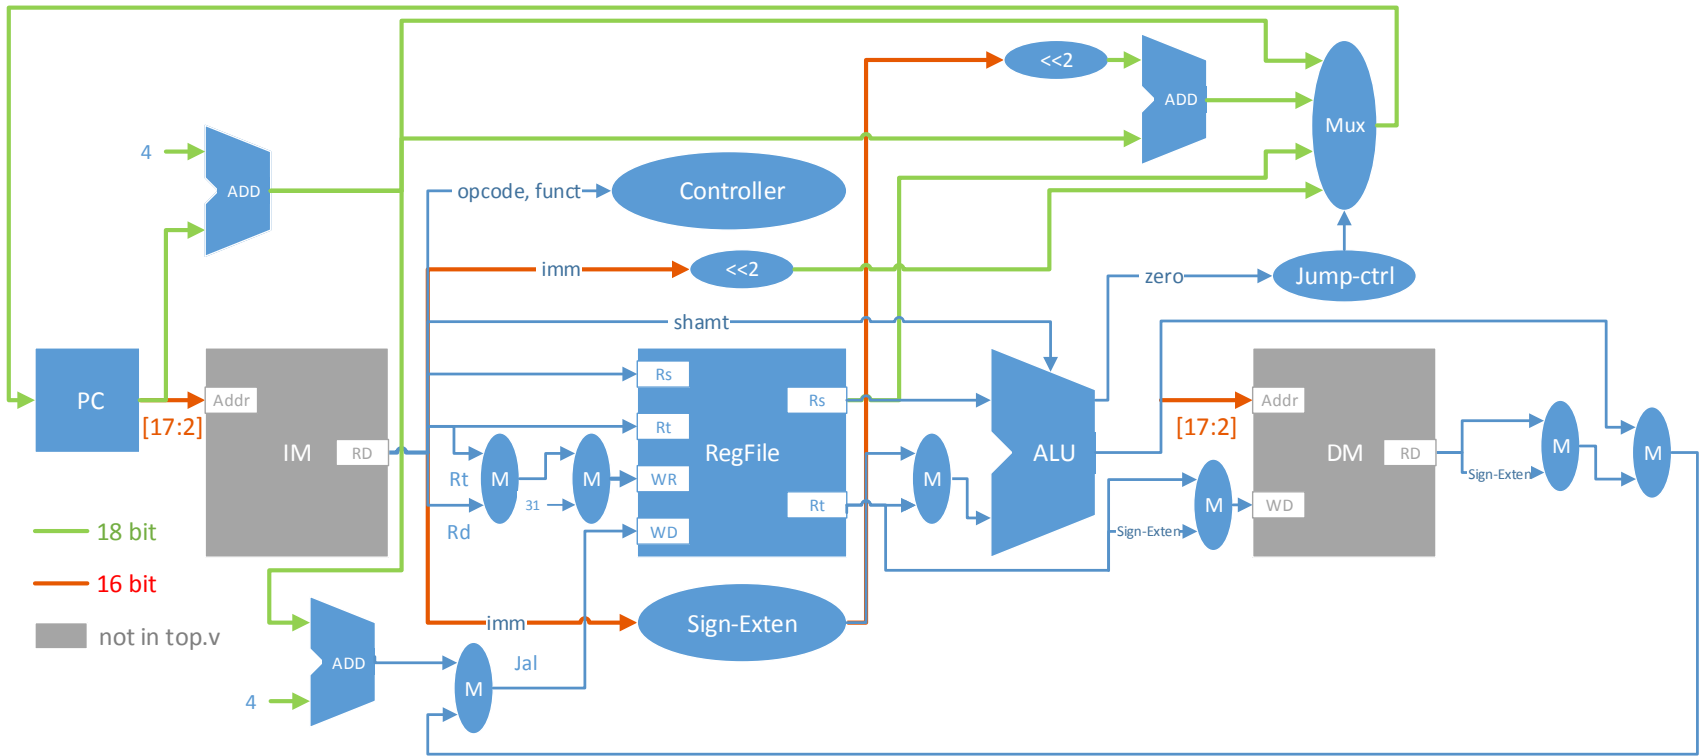 <<2
ADD
Mux
4
ADD
opcode, funct
Controller
imm
<<2
zero
Jump-ctrl
shamt
PC
[17:2]
Addr
IM
RD
Rs
Rt
WR
WD
RegFile
Rs
Rt
Rt
Rd
M
31
M
M
ALU
[17:2]
Addr
DM
RD
WD
Sign-Exten
M
Sign-Exten
M
M
18 bit
16 bit
not in top.v
imm
Sign-Exten
ADD
4
Jal
M